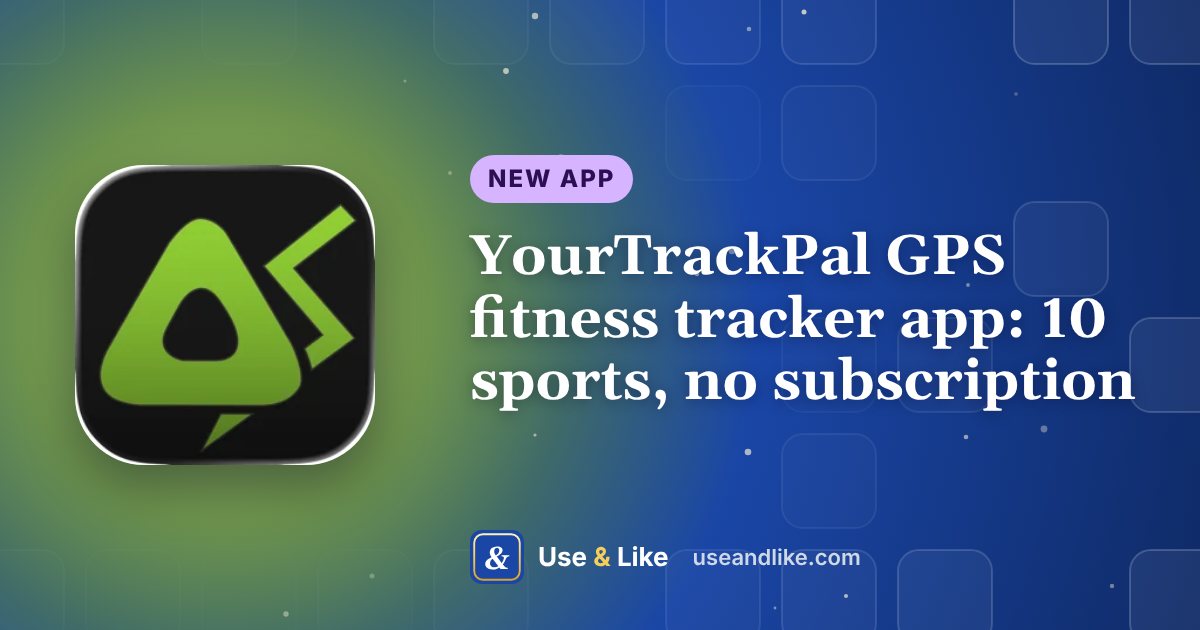 NEW APP
YourTrackPal GPS
fitness tracker app: 10
sports, no subscription
& Use & Like useandlike.com